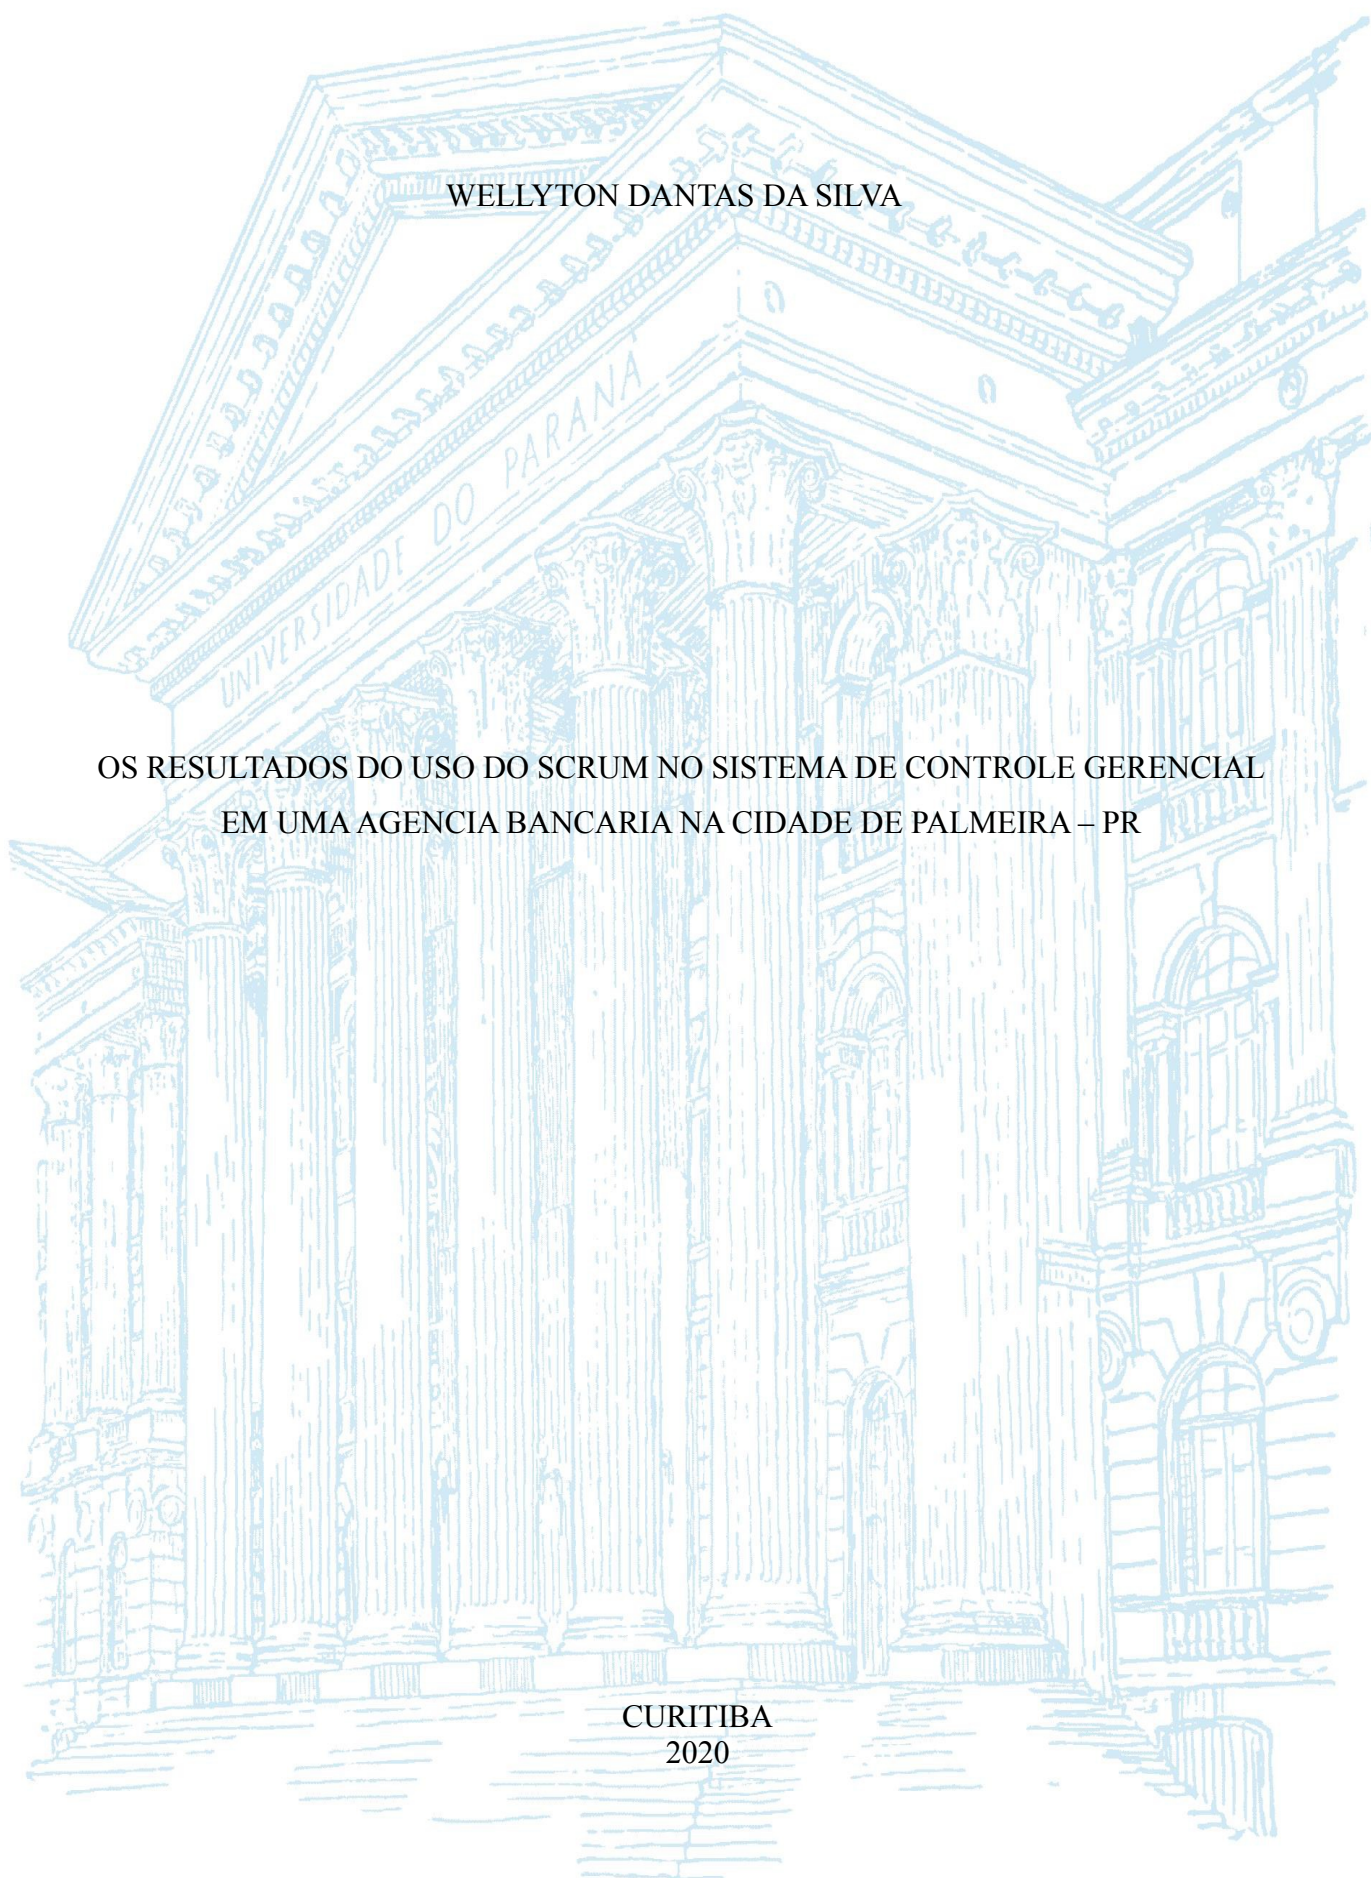 WELLYTON DANTAS DA SILVA
UNIVERSIDADE DO PARANÁ
OS RESULTADOS DO USO DO SCRUM NO SISTEMA DE CONTROLE GERENCIAL
EM UMA AGENCIA BANCARIA NA CIDADE DE PALMEIRA – PR
CURITIBA
2020